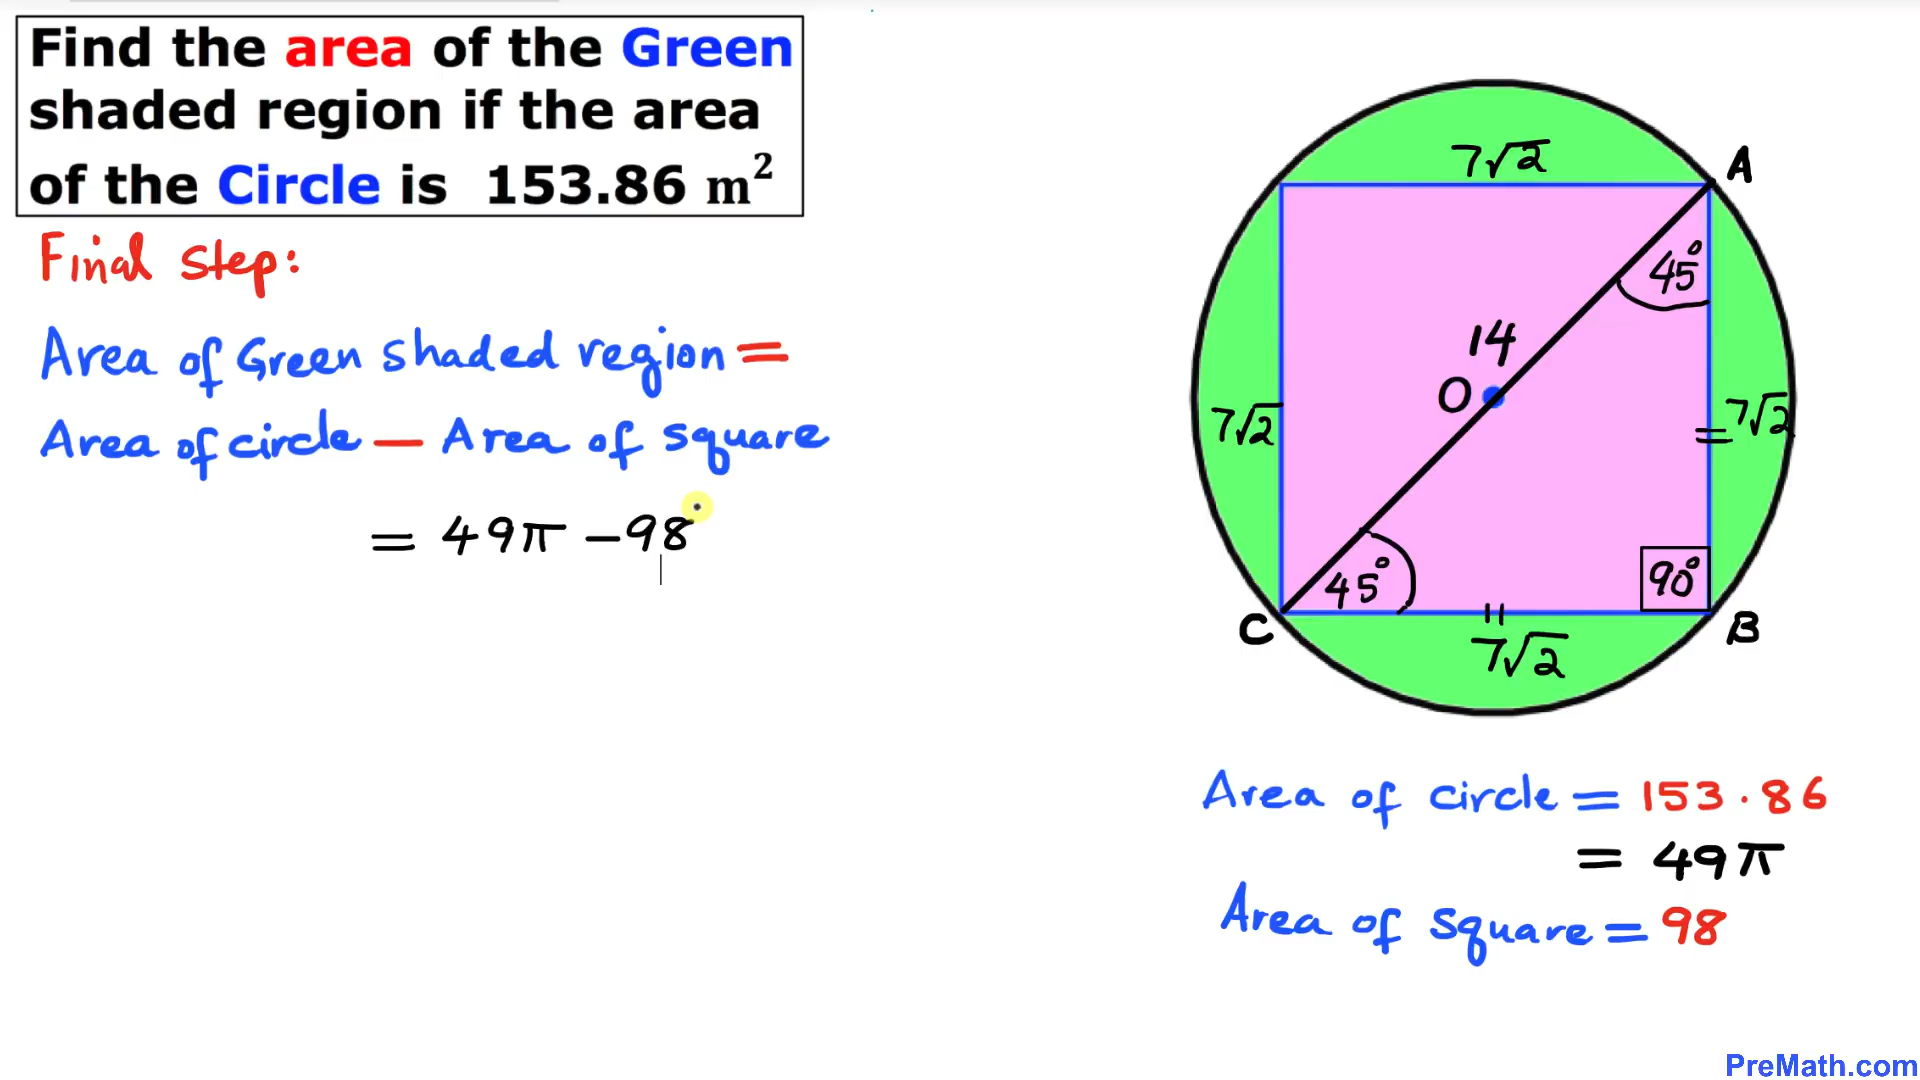 Find the area of the Green
shaded region if the area
of the Circle is 153.86 m²
Final Step:
Area of Green shaded region =
Area of circle − Area of square
= 49π − 98
7√2
A
45°
14
O
7√2
= 7√2
45°
90°
C
B
=
7√2
Area of circle = 153.86
= 49π
Area of square = 98
PreMath.com